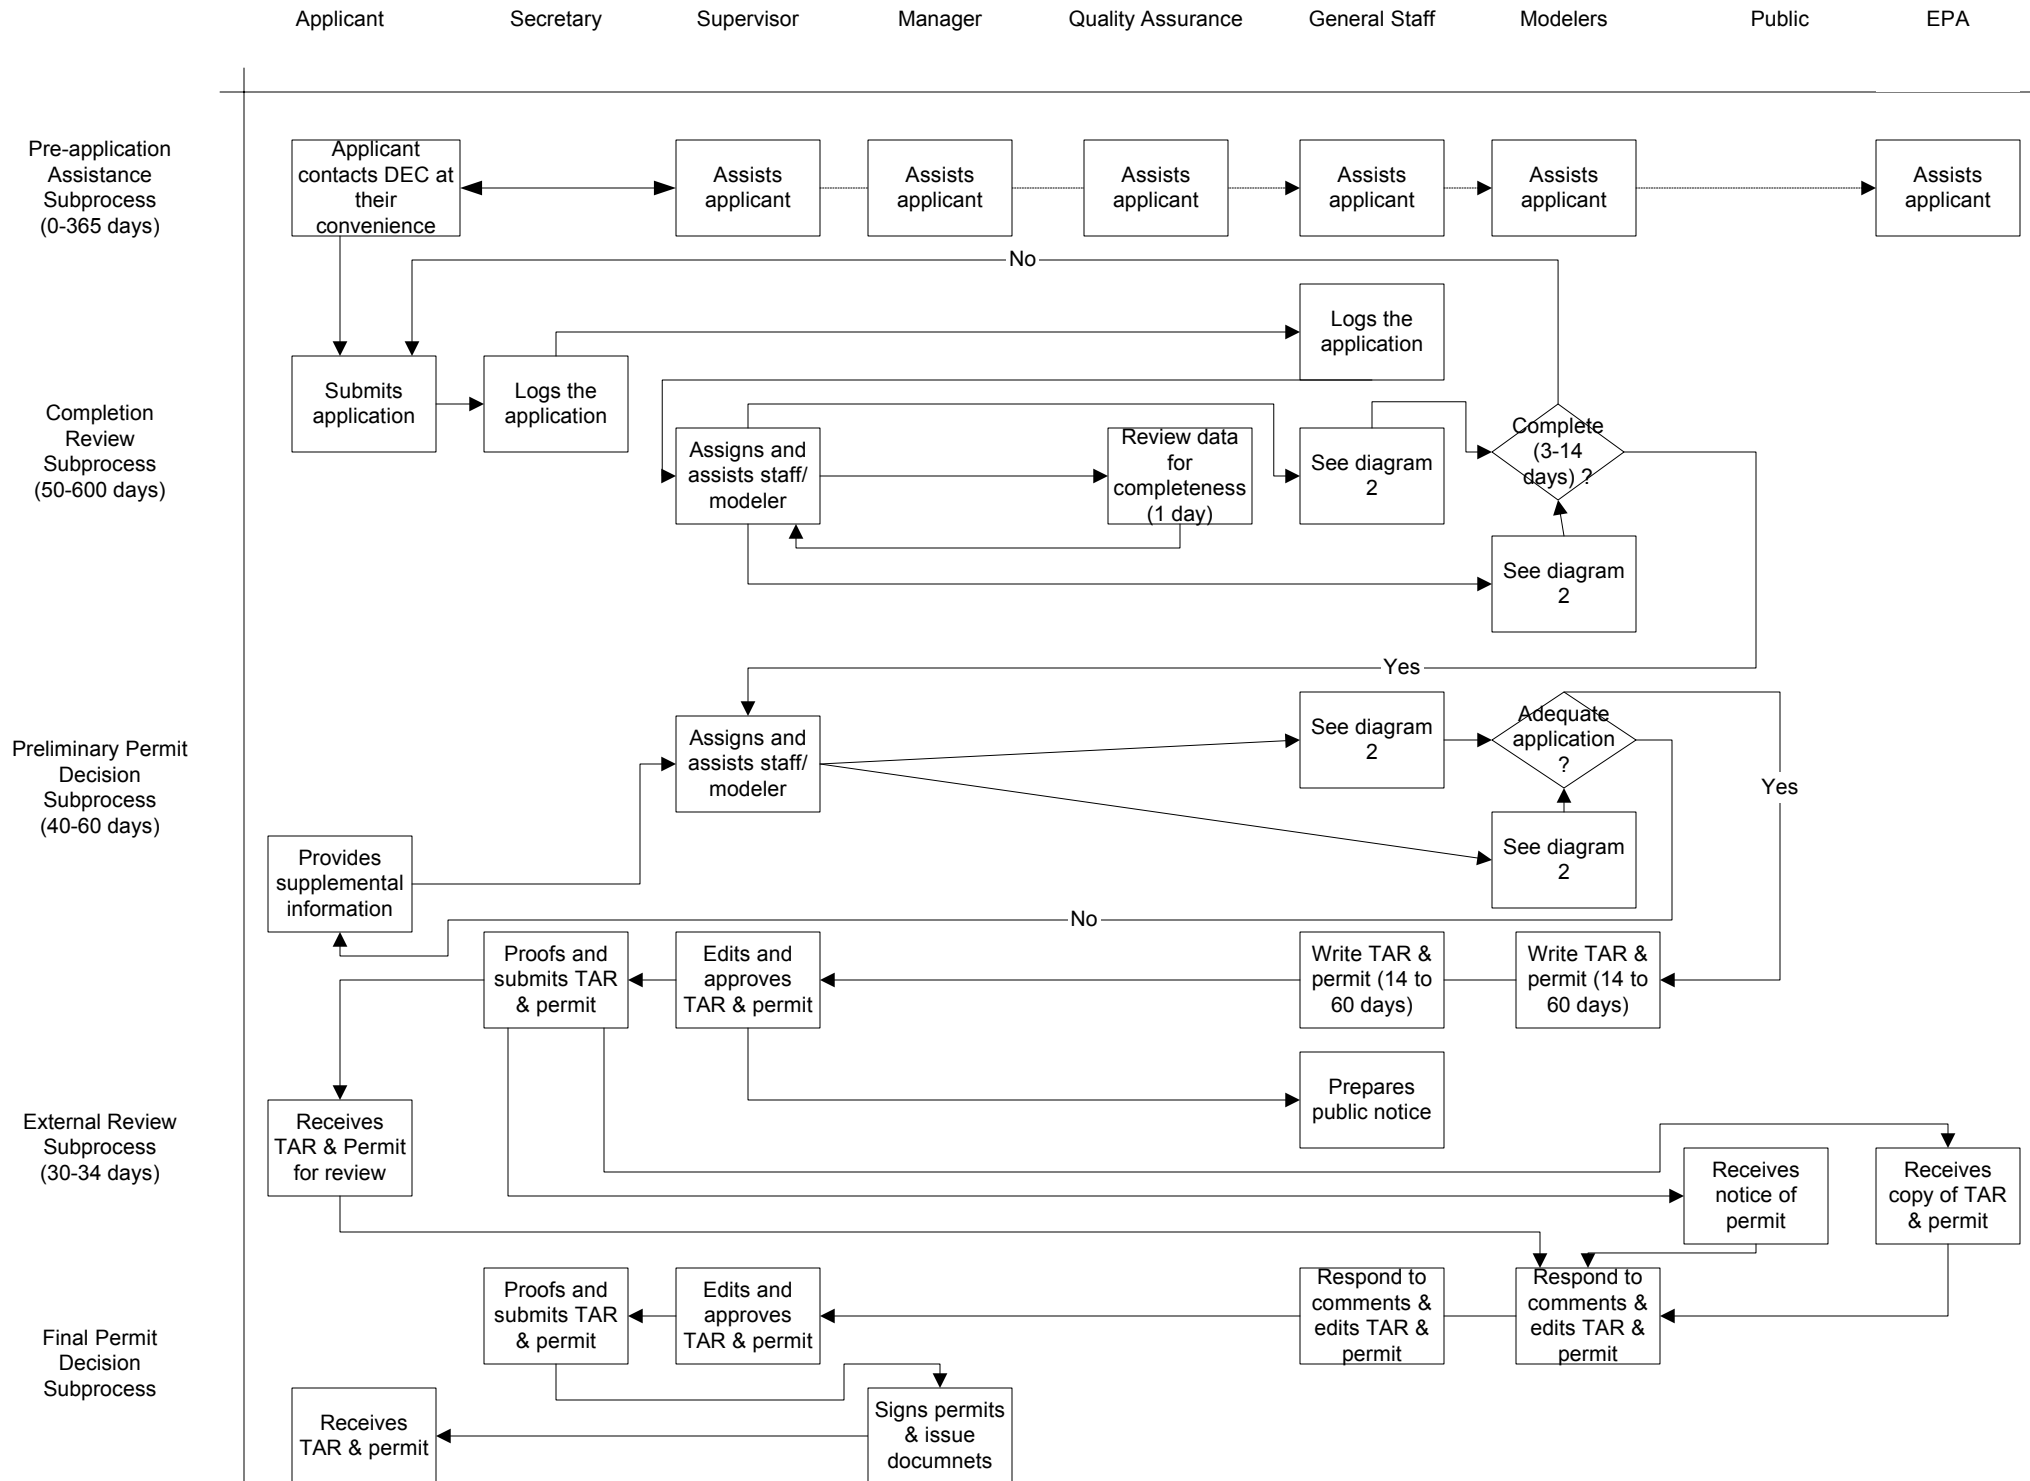 Applicant
Secretary
Supervisor
Manager
Quality Assurance
General Staff
Modelers
Public
EPA
Pre-application
Assistance
Subprocess
(0-365 days)
Applicant
contacts DEC at
their
convenience
Assists
applicant
Assists
applicant
Assists
applicant
Assists
applicant
Assists
applicant
Assists
applicant
No
Logs the
application
Completion
Review
Subprocess
(50-600 days)
Submits
application
Logs the
application
Assigns and
assists staff/
modeler
Review data
for
completeness
(1 day)
See diagram
2
Complete
(3-14
days) ?
See diagram
2
Yes
Preliminary Permit
Decision
Subprocess
(40-60 days)
Assigns and
assists staff/
modeler
See diagram
2
Adequate
application
?
Yes
See diagram
2
Provides
supplemental
information
No
Proofs and
submits TAR
& permit
Edits and
approves
TAR & permit
Write TAR &
permit (14 to
60 days)
Write TAR &
permit (14 to
60 days)
Prepares
public notice
External Review
Subprocess
(30-34 days)
Receives
TAR & Permit
for review
Receives
notice of
permit
Receives
copy of TAR
& permit
Final Permit
Decision
Subprocess
Proofs and
submits TAR
& permit
Edits and
approves
TAR & permit
Respond to
comments &
edits TAR &
permit
Respond to
comments &
edits TAR &
permit
Receives
TAR & permit
Signs permits
& issue
documnets